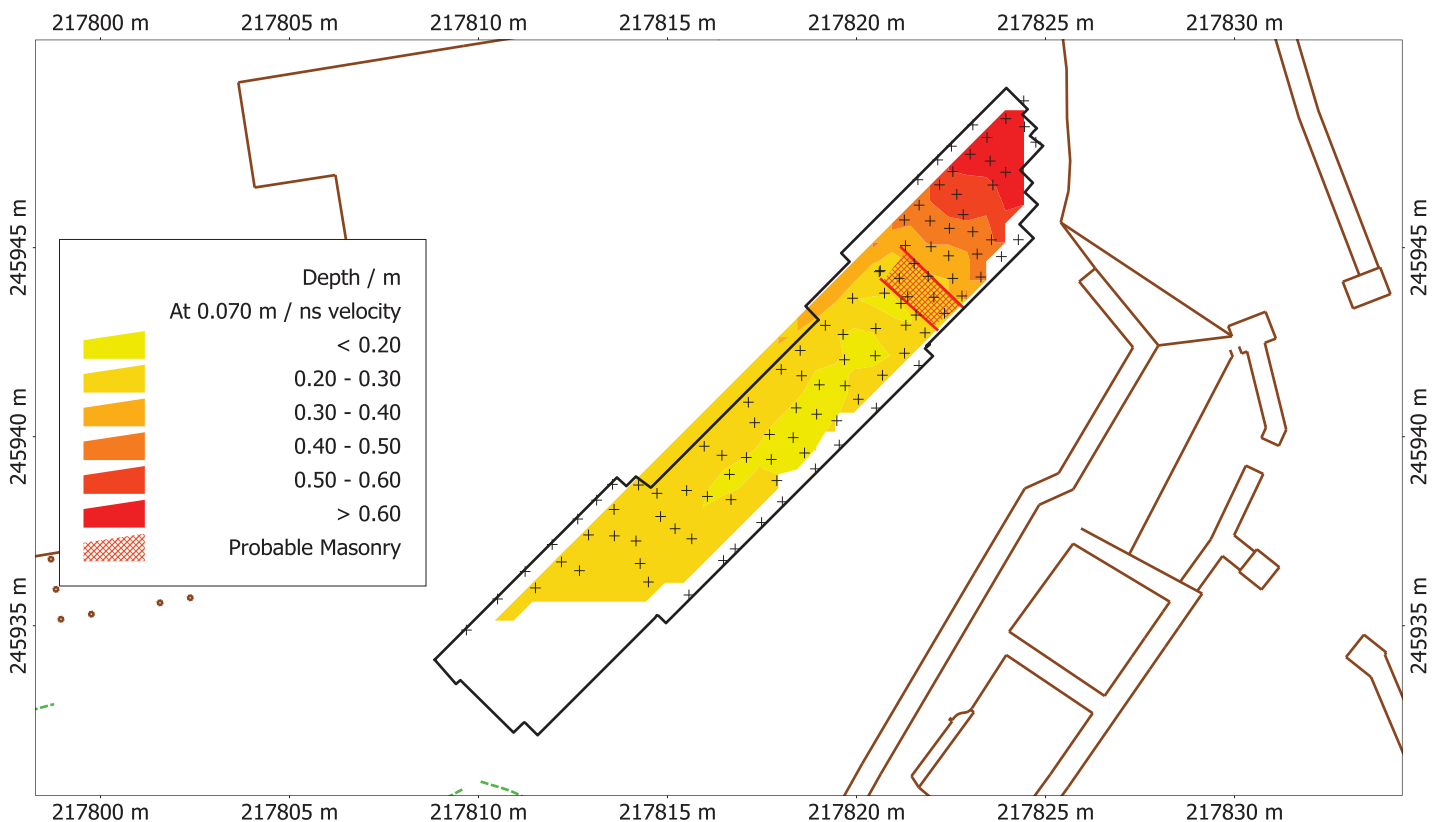 217800 m
217805 m
217810 m
217815 m
217820 m
217825 m
217830 m
245945 m
245940 m
245935 m
Depth / m
At 0.070 m / ns velocity
< 0.20
0.20 - 0.30
0.30 - 0.40
0.40 - 0.50
0.50 - 0.60
> 0.60
Probable Masonry
245945 m
245940 m
245935 m
217800 m
217805 m
217810 m
217815 m
217820 m
217825 m
217830 m